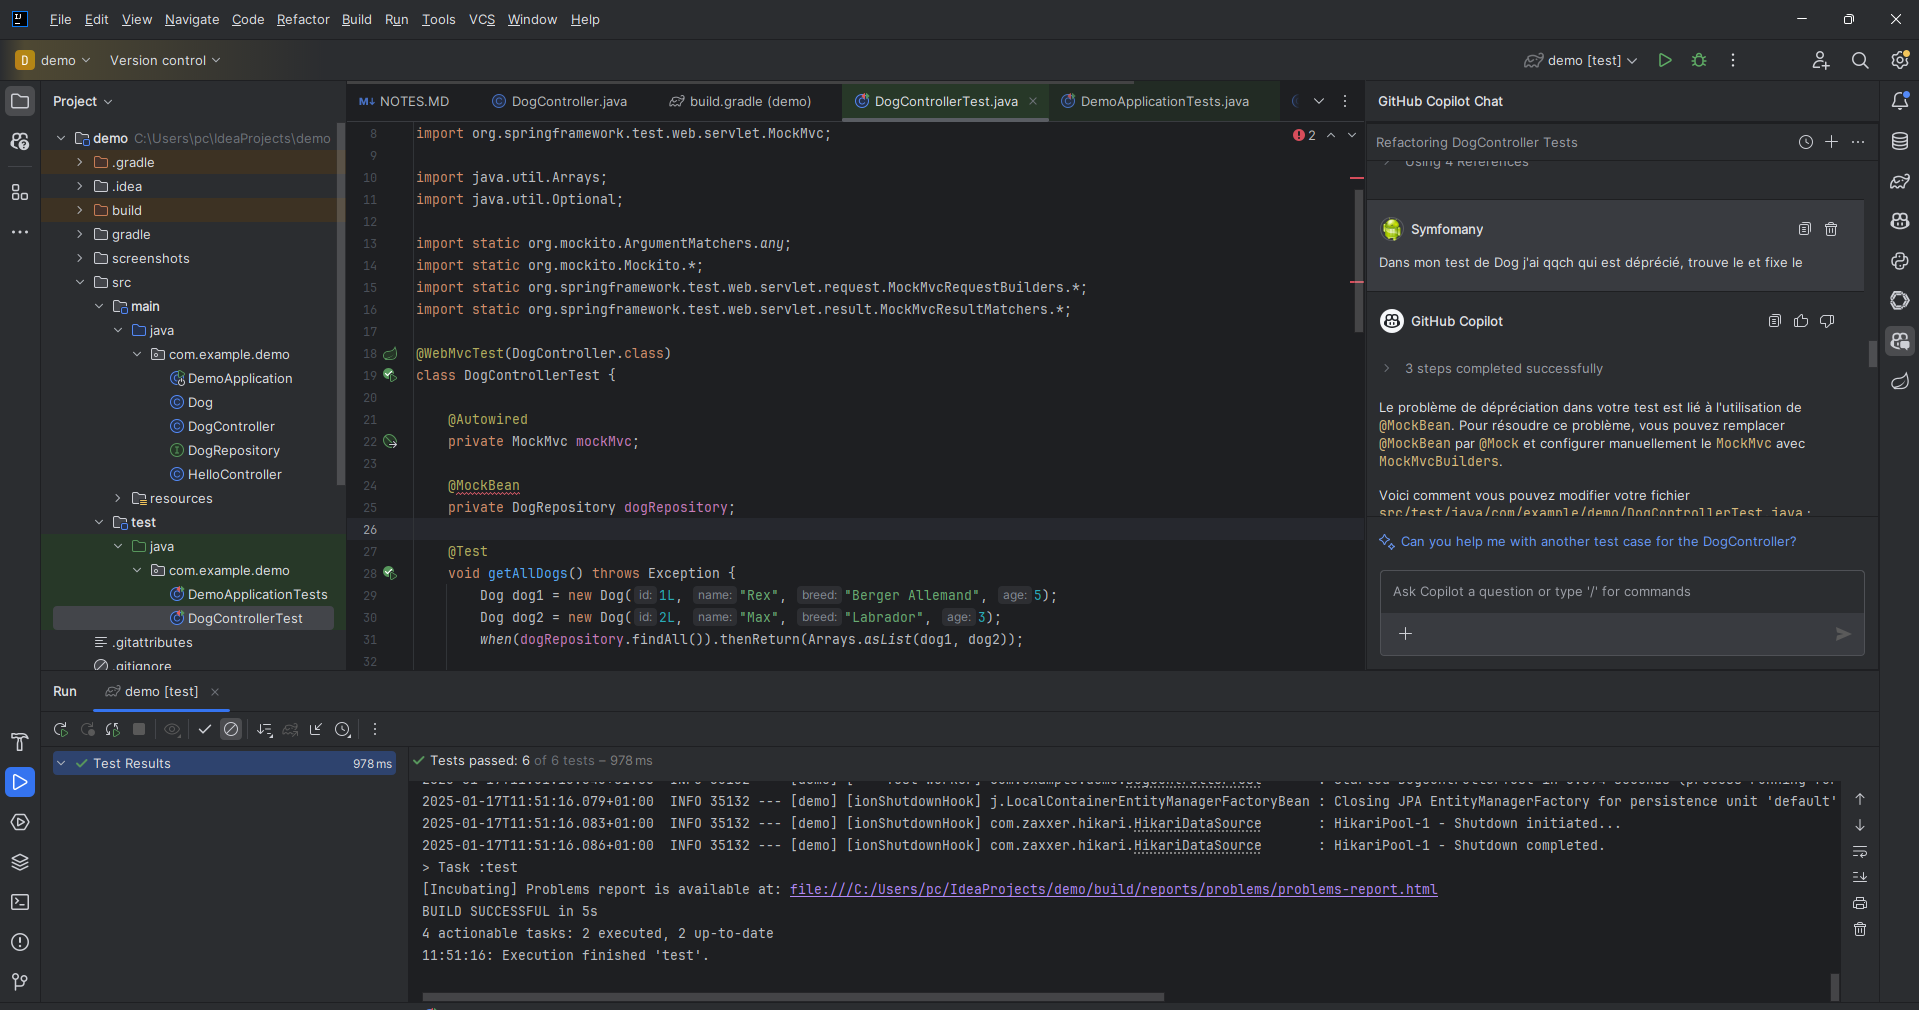 File Edit View Navigate Code Refactor Build Run Tools VCS Window Help
D demo Version control demo [test]
Project
demo C:\Users\pc\IdeaProjects\demo
.gradle
.idea
build
gradle
screenshots
src
main
java
com.example.demo
DemoApplication
Dog
DogController
DogRepository
HelloController
resources
test
java
com.example.demo
DemoApplicationTests
DogControllerTest
.gitattributes
.gitignore
M↓ NOTES.MD DogController.java build.gradle (demo) DogControllerTest.java DemoApplicationTests.java
2
8 import org.springframework.test.web.servlet.MockMvc;
9
10 import java.util.Arrays;
11 import java.util.Optional;
12
13 import static org.mockito.ArgumentMatchers.any;
14 import static org.mockito.Mockito.*;
15 import static org.springframework.test.web.servlet.request.MockMvcRequestBuilders.*;
16 import static org.springframework.test.web.servlet.result.MockMvcResultMatchers.*;
17
18 @WebMvcTest(DogController.class)
19 class DogControllerTest {
20
21 @Autowired
22 private MockMvc mockMvc;
23
24 @MockBean
25 private DogRepository dogRepository;
26
27 @Test
28 void getAllDogs() throws Exception {
29 Dog dog1 = new Dog( id: 1L, name: "Rex", breed: "Berger Allemand", age: 5);
30 Dog dog2 = new Dog( id: 2L, name: "Max", breed: "Labrador", age: 3);
31 when(dogRepository.findAll()).thenReturn(Arrays.asList(dog1, dog2));
32
GitHub Copilot Chat
Refactoring DogController Tests
Using 4 References
Symfomany
Dans mon test de Dog j'ai qqch qui est déprécié, trouve le et fixe le
GitHub Copilot
3 steps completed successfully
Le problème de dépréciation dans votre test est lié à l'utilisation de
@MockBean. Pour résoudre ce problème, vous pouvez remplacer
@MockBean par @Mock et configurer manuellement le MockMvc avec
MockMvcBuilders.
Voici comment vous pouvez modifier votre fichier
src/test/java/com/example/demo/DogControllerTest.java :
Can you help me with another test case for the DogController?
Ask Copilot a question or type '/' for commands
Run demo [test]
Test Results 978 ms
Tests passed: 6 of 6 tests – 978 ms
2025-01-17T11:51:16.079+01:00 INFO 35132 --- [demo] [ionShutdownHook] j.LocalContainerEntityManagerFactoryBean : Closing JPA EntityManagerFactory for persistence unit 'default'
2025-01-17T11:51:16.083+01:00 INFO 35132 --- [demo] [ionShutdownHook] com.zaxxer.hikari.HikariDataSource : HikariPool-1 - Shutdown initiated...
2025-01-17T11:51:16.086+01:00 INFO 35132 --- [demo] [ionShutdownHook] com.zaxxer.hikari.HikariDataSource : HikariPool-1 - Shutdown completed.
> Task :test
[Incubating] Problems report is available at: file:///C:/Users/pc/IdeaProjects/demo/build/reports/problems/problems-report.html
BUILD SUCCESSFUL in 5s
4 actionable tasks: 2 executed, 2 up-to-date
11:51:16: Execution finished 'test'.